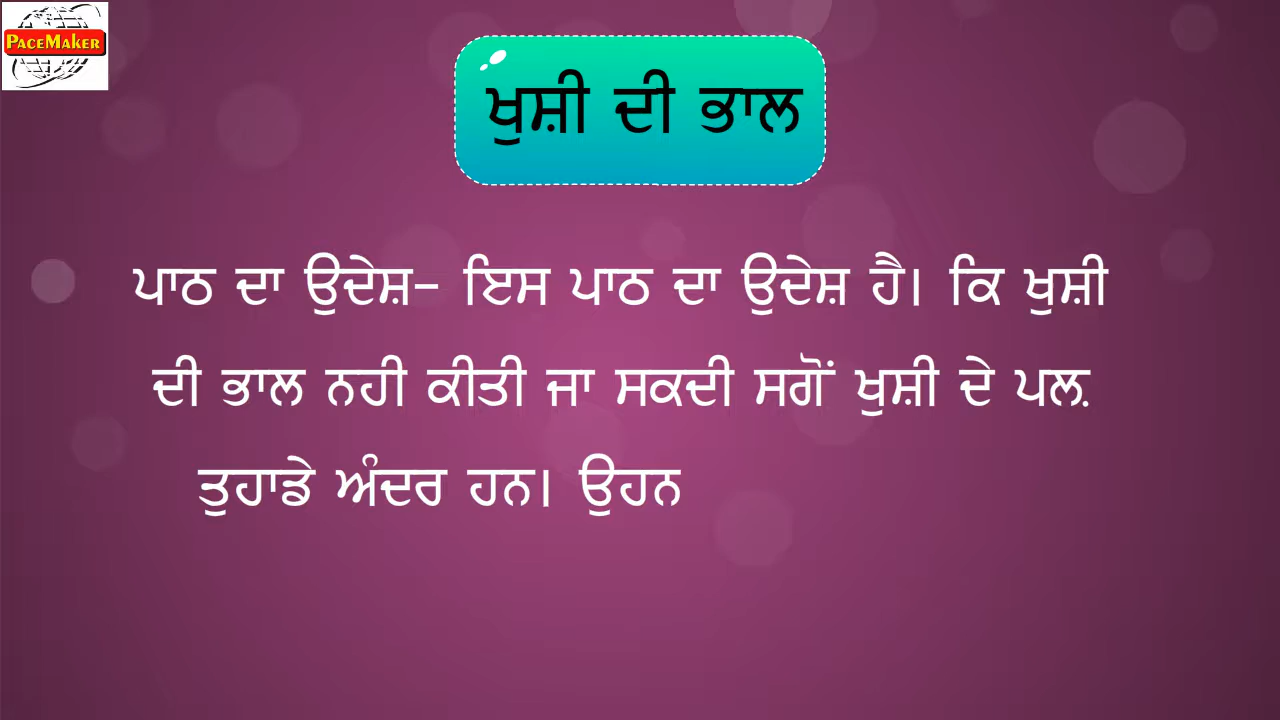 PACEMAKER
ਖੁਸ਼ੀ ਦੀ ਭਾਲ
ਪਾਠ ਦਾ ਉਦੇਸ਼- ਇਸ ਪਾਠ ਦਾ ਉਦੇਸ਼ ਹੈ। ਕਿ ਖੁਸ਼ੀ
ਦੀ ਭਾਲ ਨਹੀ ਕੀਤੀ ਜਾ ਸਕਦੀ ਸਗੋਂ ਖੁਸ਼ੀ ਦੇ ਪਲ਼
ਤੁਹਾਡੇ ਅੰਦਰ ਹਨ। ਉਹਨ